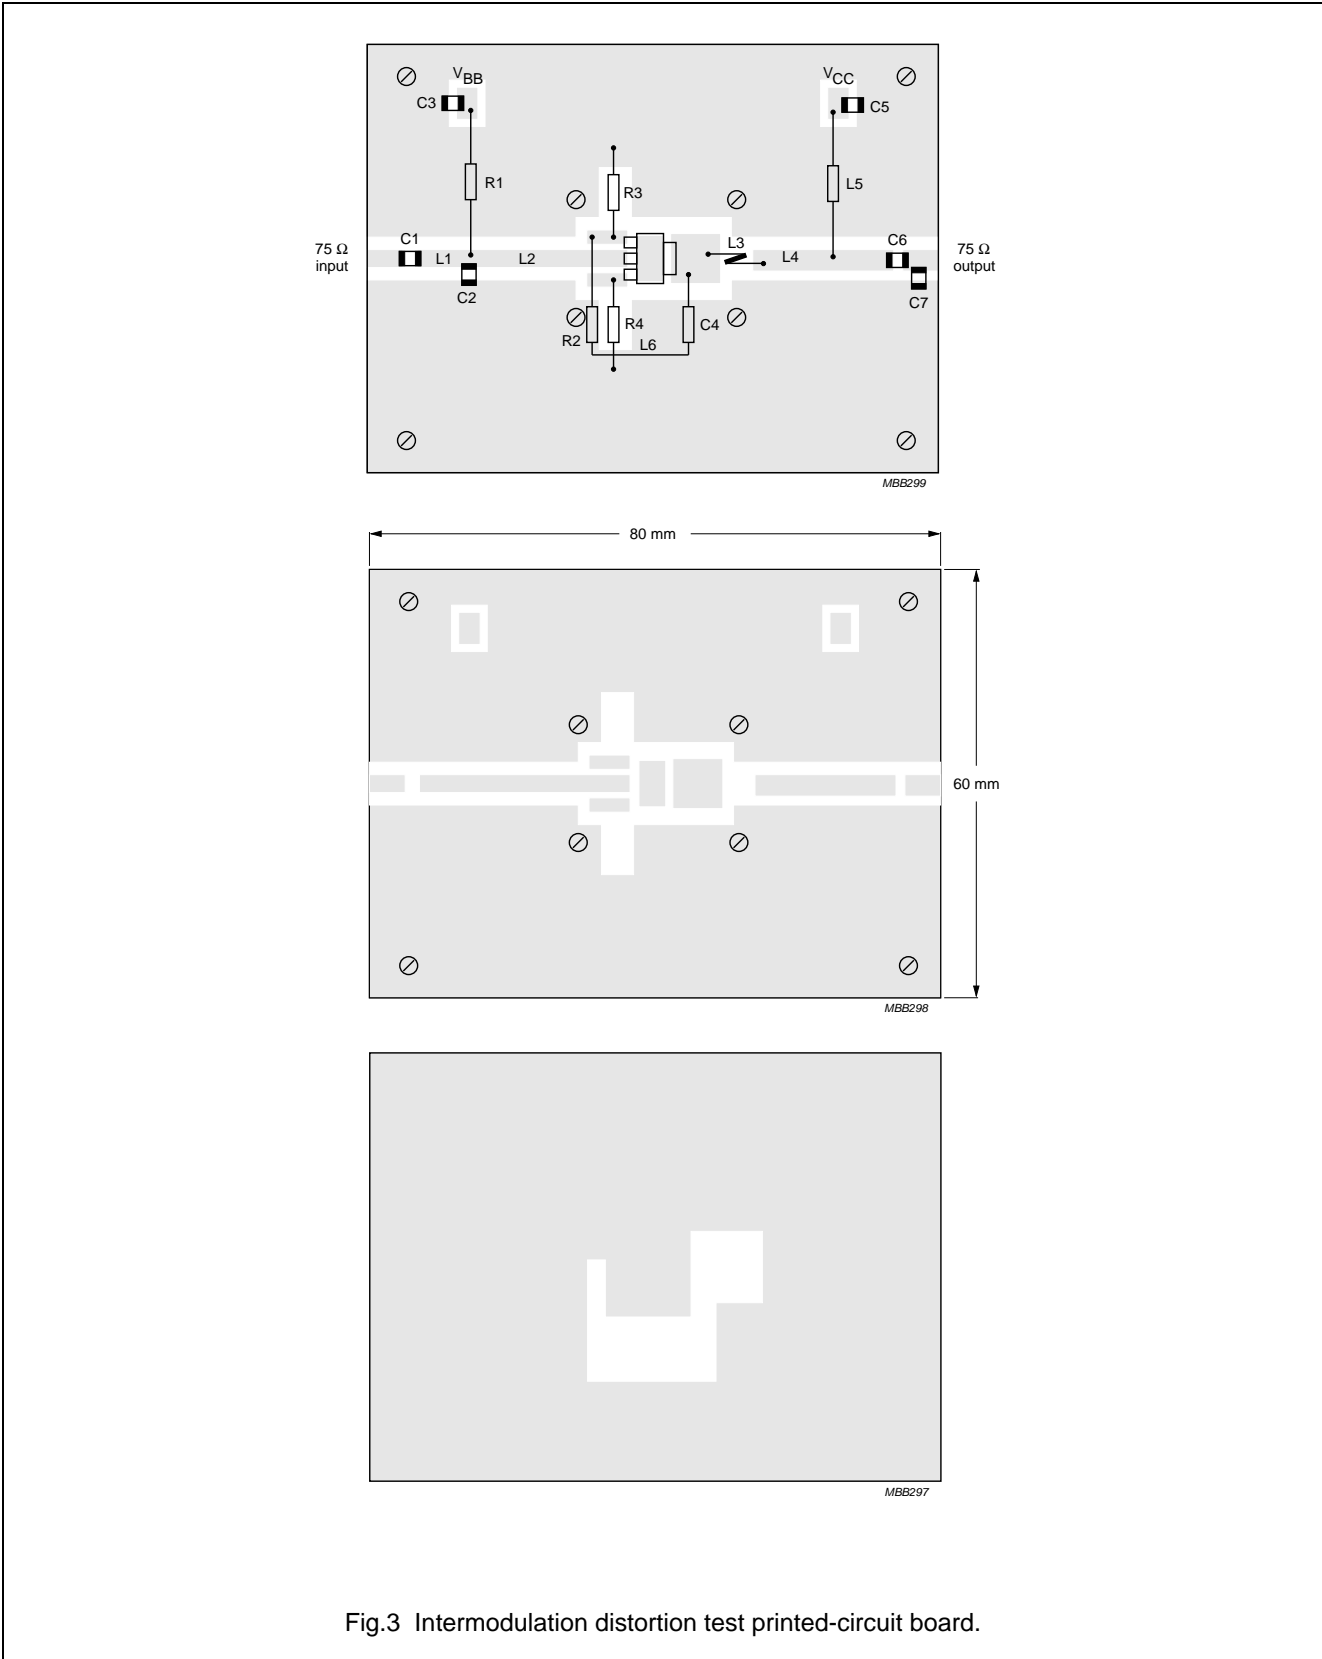 VBB
VCC
C3
C5
R1
R3
L5
75 Ω
input
C1
L1
L2
L3
L4
C6
75 Ω
output
C2
C7
R2
R4
L6
C4
MBB299
80 mm
60 mm
MBB298
MBB297
Fig.3 Intermodulation distortion test printed-circuit board.